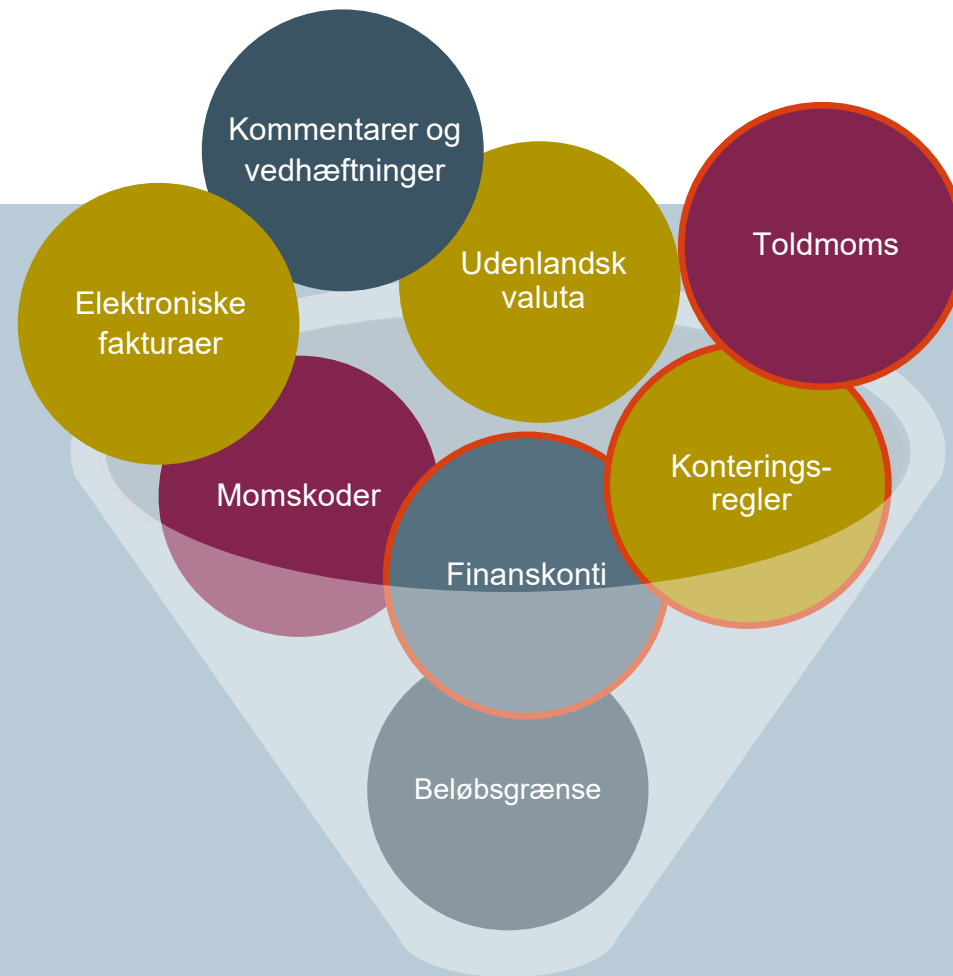 Kommentarer og
vedhæftninger
Toldmoms
Udenlandsk
valuta
Elektroniske
fakturaer
Konterings-
regler
Momskoder
Finanskonti
Beløbsgrænse